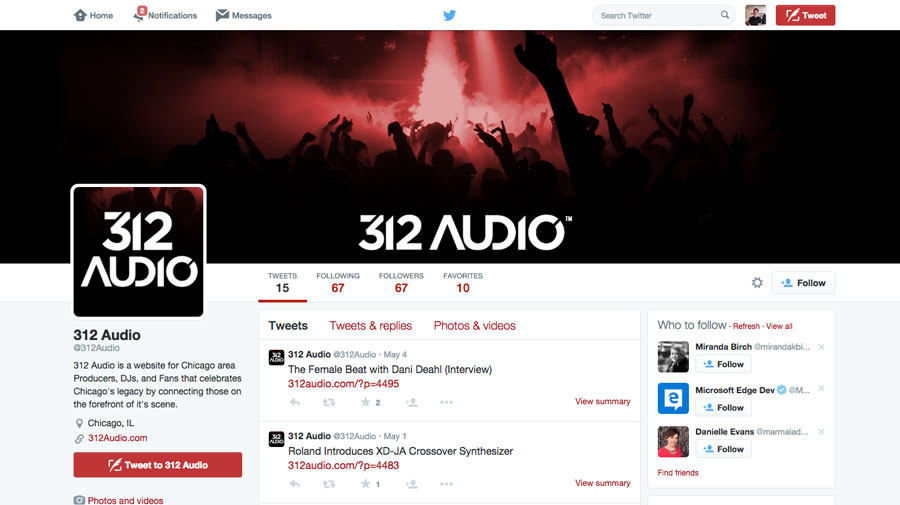 Home
2
Notifications
Messages
Search Twitter
Tweet
312 AUDIO™
312
AUDIO
TWEETS
15
FOLLOWING
67
FOLLOWERS
67
FAVORITES
10
Follow
312 Audio
@312Audio
312 Audio is a website for Chicago area
Producers, DJs, and Fans that celebrates
Chicago's legacy by connecting those on
the forefront of it's scene.
Chicago, IL
312Audio.com
Tweet to 312 Audio
Photos and videos
Tweets
Tweets & replies
Photos & videos
312 AUDIO
312 Audio @312Audio · May 4
The Female Beat with Dani Deahl (Interview)
312audio.com/?p=4495
2
View summary
312 AUDIO
312 Audio @312Audio · May 1
Roland Introduces XD-JA Crossover Synthesizer
312audio.com/?p=4483
1
View summary
Who to follow · Refresh · View all
Miranda Birch @mirandakbi...
Follow
Microsoft Edge Dev @M...
Follow
Danielle Evans @marmalad...
Follow
Find friends